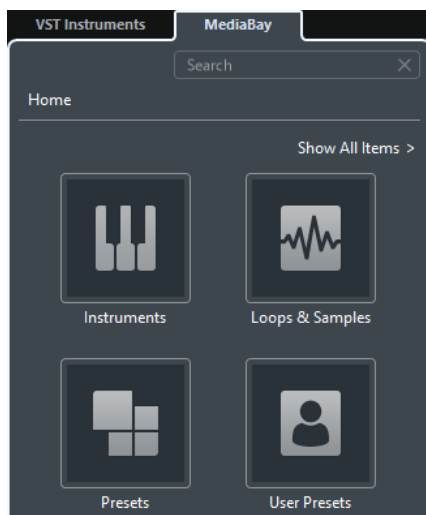 VST Instruments MediaBay
Search
Home
Show All Items >
Instruments Loops & Samples
Presets User Presets